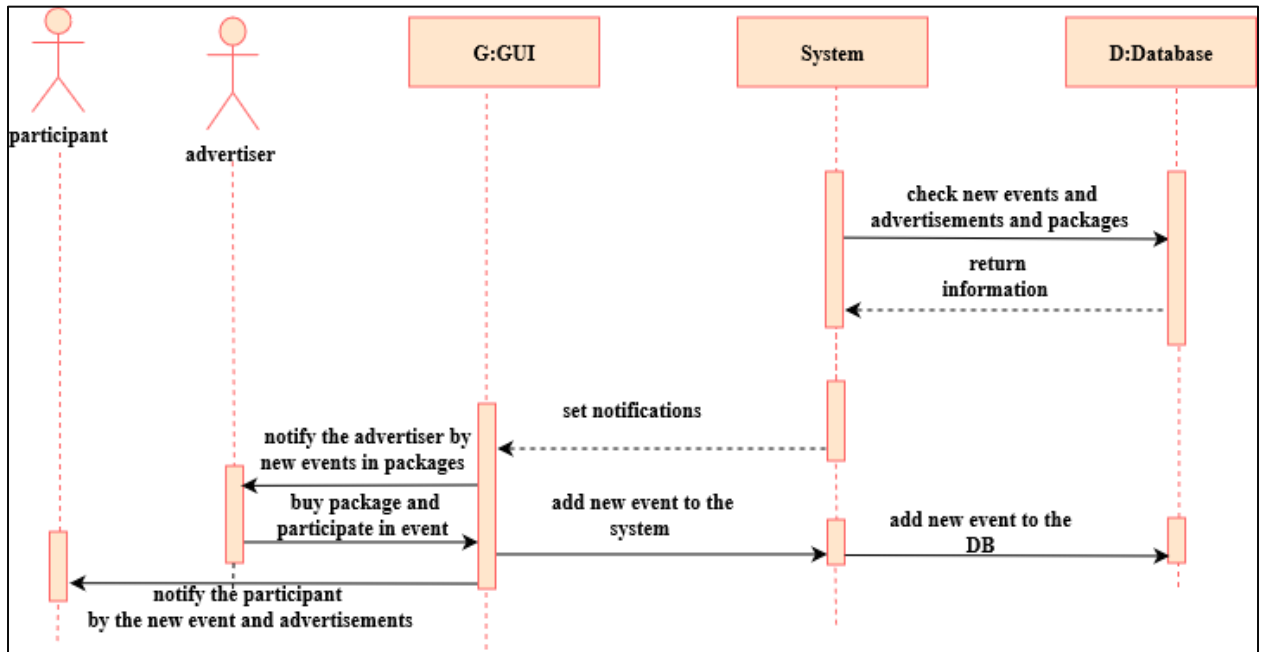 G:GUI
System
D:Database
participant
advertiser
check new events and
advertisements and packages
return
information
set notifications
notify the advertiser by
new events in packages
buy package and
participate in event
add new event to the
system
add new event to the
DB
notify the participant
by the new event and advertisements